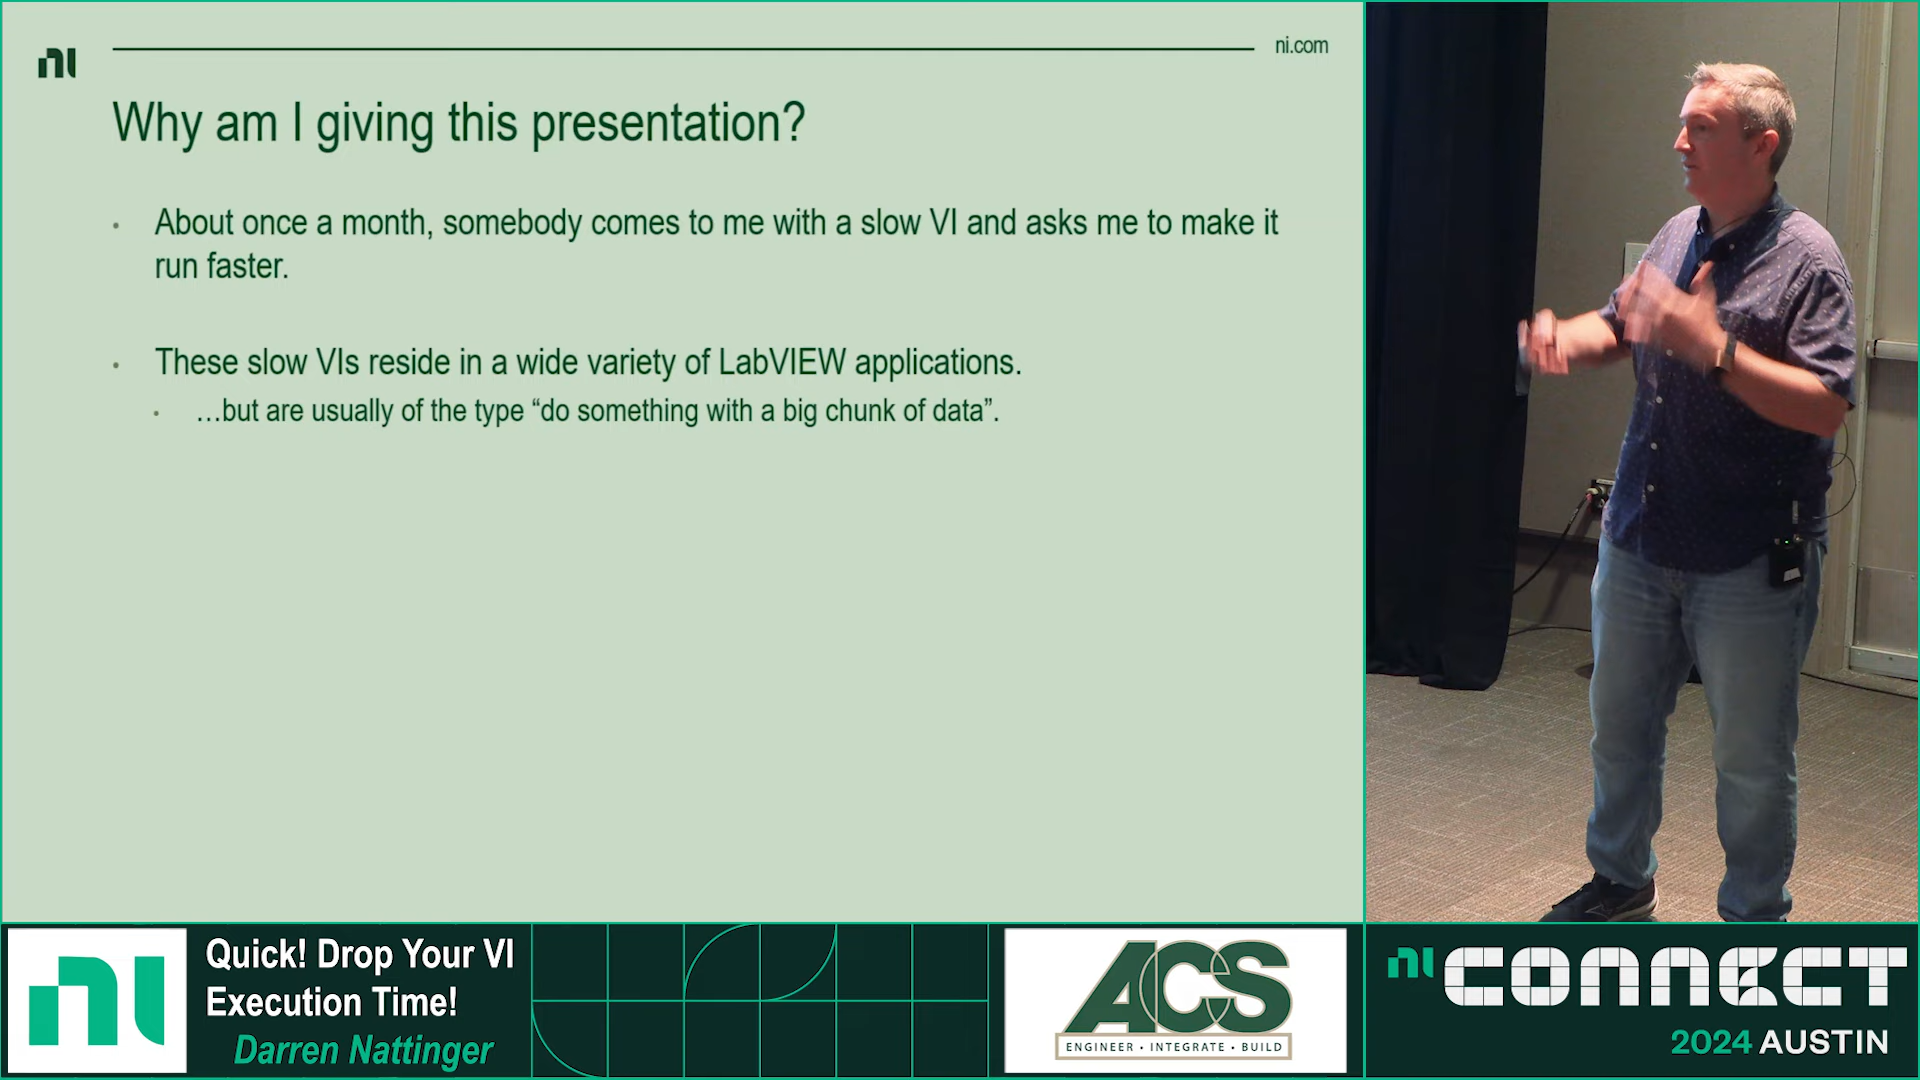 ni
ni.com
Why am I giving this presentation?
• About once a month, somebody comes to me with a slow VI and asks me to make it
run faster.
• These slow VIs reside in a wide variety of LabVIEW applications.
• …but are usually of the type “do something with a big chunk of data”.
ni
Quick! Drop Your VI
Execution Time!
Darren Nattinger
ACS
ENGINEER • INTEGRATE • BUILD
ni CONNECT
2024 AUSTIN